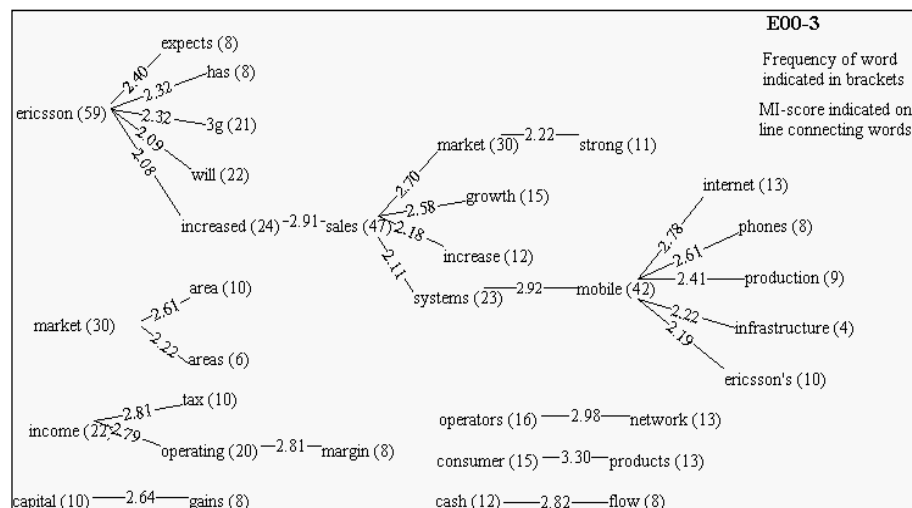 E00-3
Frequency of word
indicated in brackets
MI-score indicated on
line connecting words
expects (8)
2.40
has (8)
2.32
ericsson (59)
2.32
3g (21)
2.09
will (22)
2.08
increased (24)
2.91
sales (47)
2.70
market (30)
2.22
strong (11)
2.58
growth (15)
2.18
increase (12)
2.11
systems (23)
2.92
mobile (42)
2.78
internet (13)
2.61
phones (8)
2.41
production (9)
2.22
infrastructure (4)
2.19
ericsson's (10)
area (10)
2.61
market (30)
2.22
areas (6)
tax (10)
2.81
income (22)
2.79
operating (20)
2.81
margin (8)
capital (10)
2.64
gains (8)
operators (16)
2.98
network (13)
consumer (15)
3.30
products (13)
cash (12)
2.82
flow (8)